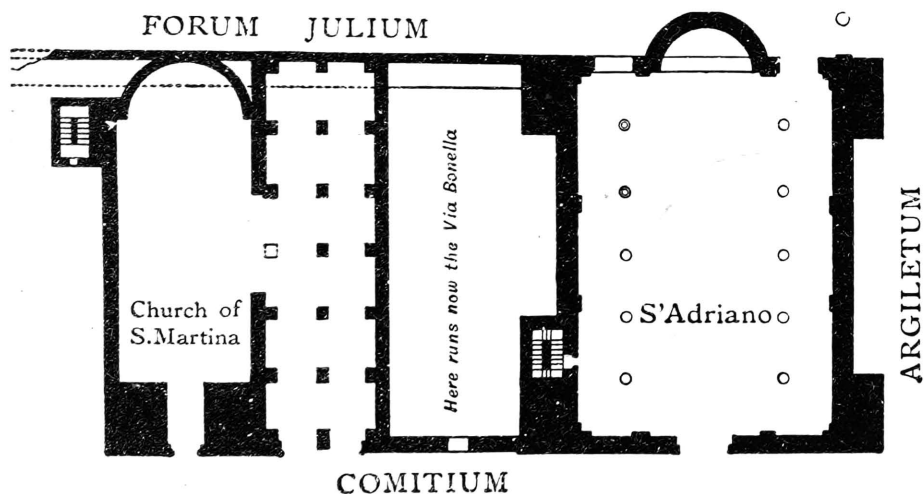 FORUM JULIUM
Here runs now the Via Bonella
Church of
S. Martina
S'Adriano
ARGILETUM
COMITIUM